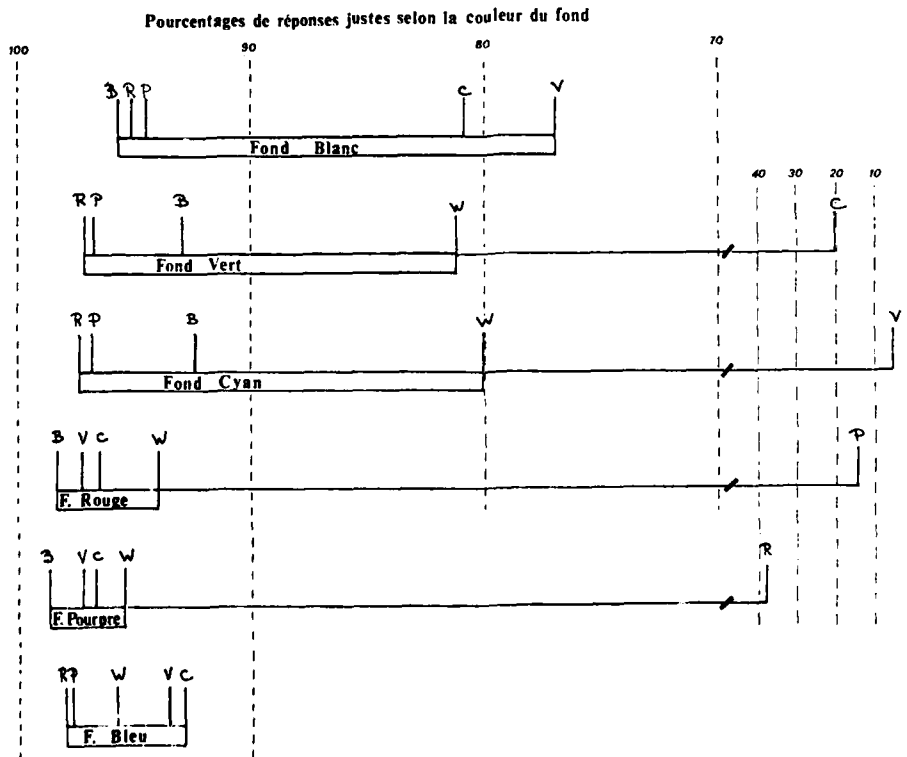 Pourcentages de réponses justes selon la couleur du fond
100 90 80 70
B R P C V
Fond Blanc
40 30 20 10
R P B W C
Fond Vert
R P B W V
Fond Cyan
B V C W P
F. Rouge
B V C W R
F. Pourpre
R P W V C
F. Bleu